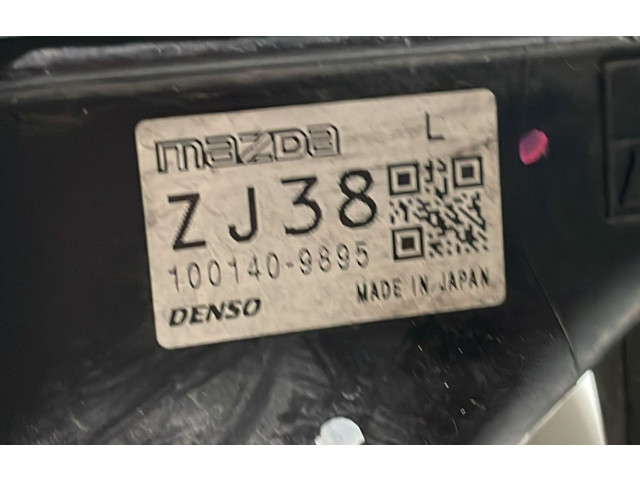 mazda L
ZJ38
100140-9895
DENSO MADE IN JAPAN